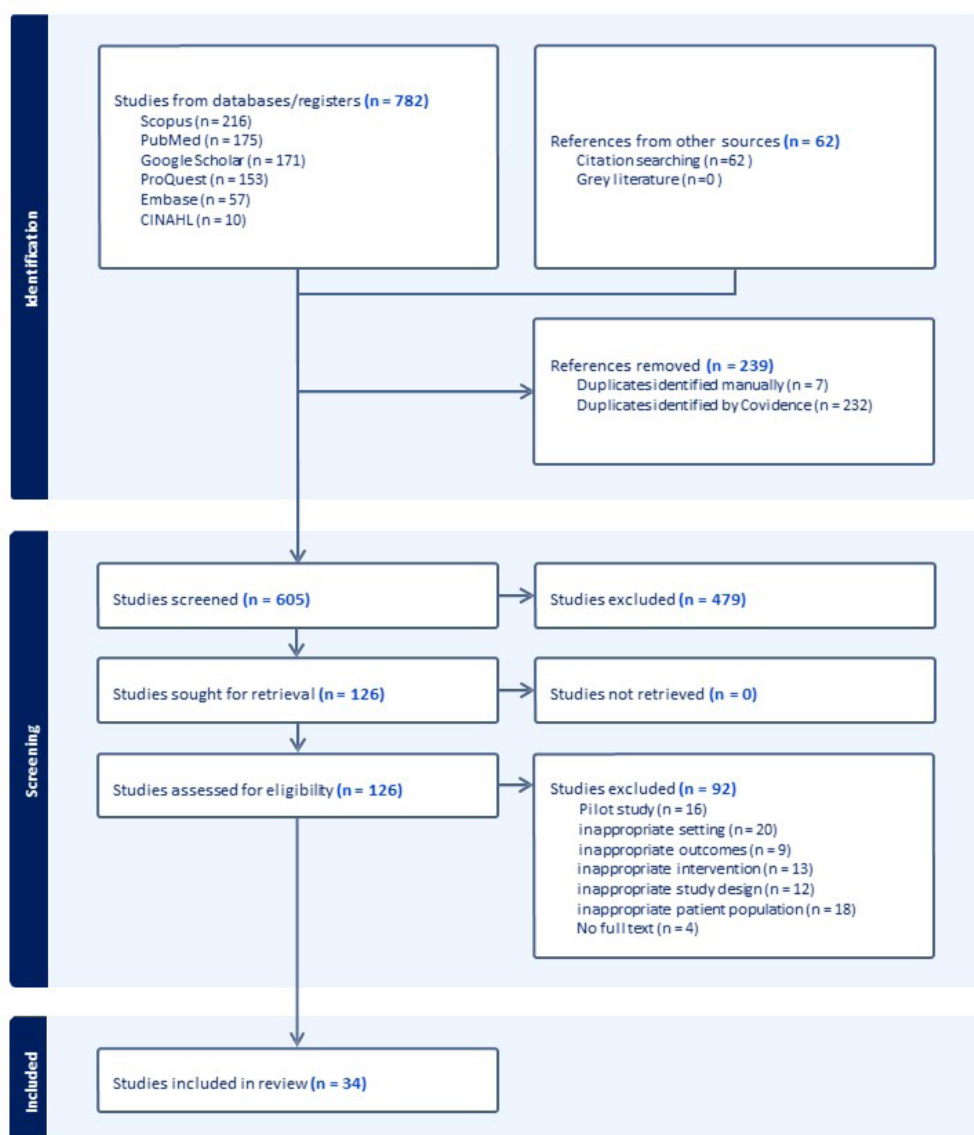 Identification
Studies from databases/registers (n = 782)
Scopus (n = 216)
PubMed (n = 175)
Google Scholar (n = 171)
ProQuest (n = 153)
Embase (n = 57)
CINAHL (n = 10)
References from other sources (n = 62)
Citation searching (n=62 )
Grey literature (n=0 )
References removed (n = 239)
Duplicates identified manually (n = 7)
Duplicates identified by Covidence (n = 232)
Screening
Studies screened (n = 605)
Studies excluded (n = 479)
Studies sought for retrieval (n = 126)
Studies not retrieved (n = 0)
Studies assessed for eligibility (n = 126)
Studies excluded (n = 92)
Pilot study (n = 16)
inappropriate setting (n = 20)
inappropriate outcomes (n = 9)
inappropriate intervention (n = 13)
inappropriate study design (n = 12)
inappropriate patient population (n = 18)
No full text (n = 4)
Included
Studies included in review (n = 34)